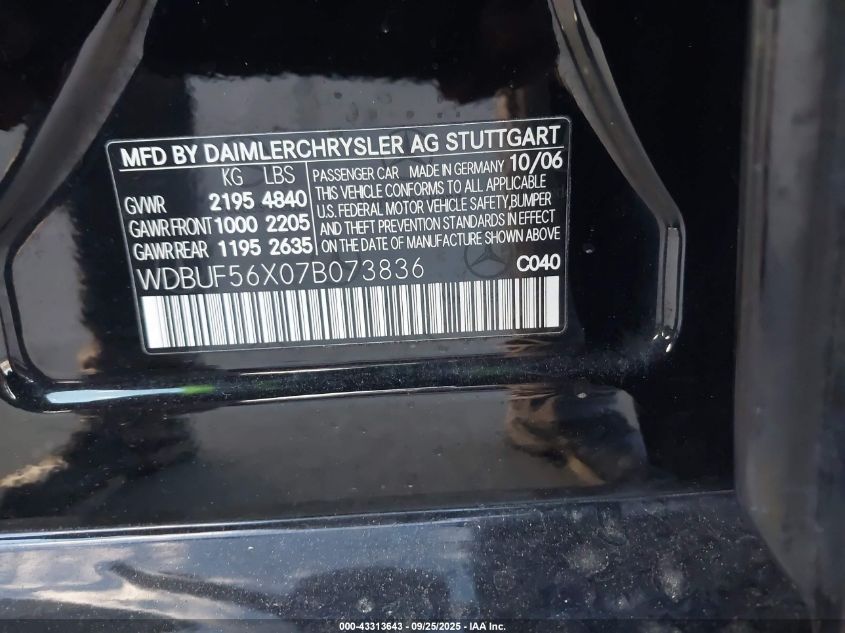 MFD BY DAIMLERCHRYSLER AG STUTTGART
KG LBS
GVWR 2195 4840
GAWR FRONT 1000 2205
GAWR REAR 1195 2635
PASSENGER CAR MADE IN GERMANY 10/06
THIS VEHICLE CONFORMS TO ALL APPLICABLE
U.S. FEDERAL MOTOR VEHICLE SAFETY,BUMPER
AND THEFT PREVENTION STANDARDS IN EFFECT
ON THE DATE OF MANUFACTURE SHOWN ABOVE
WDBUF56X07B073836 C040
000-43313643 - 09/25/2025 - IAA Inc.